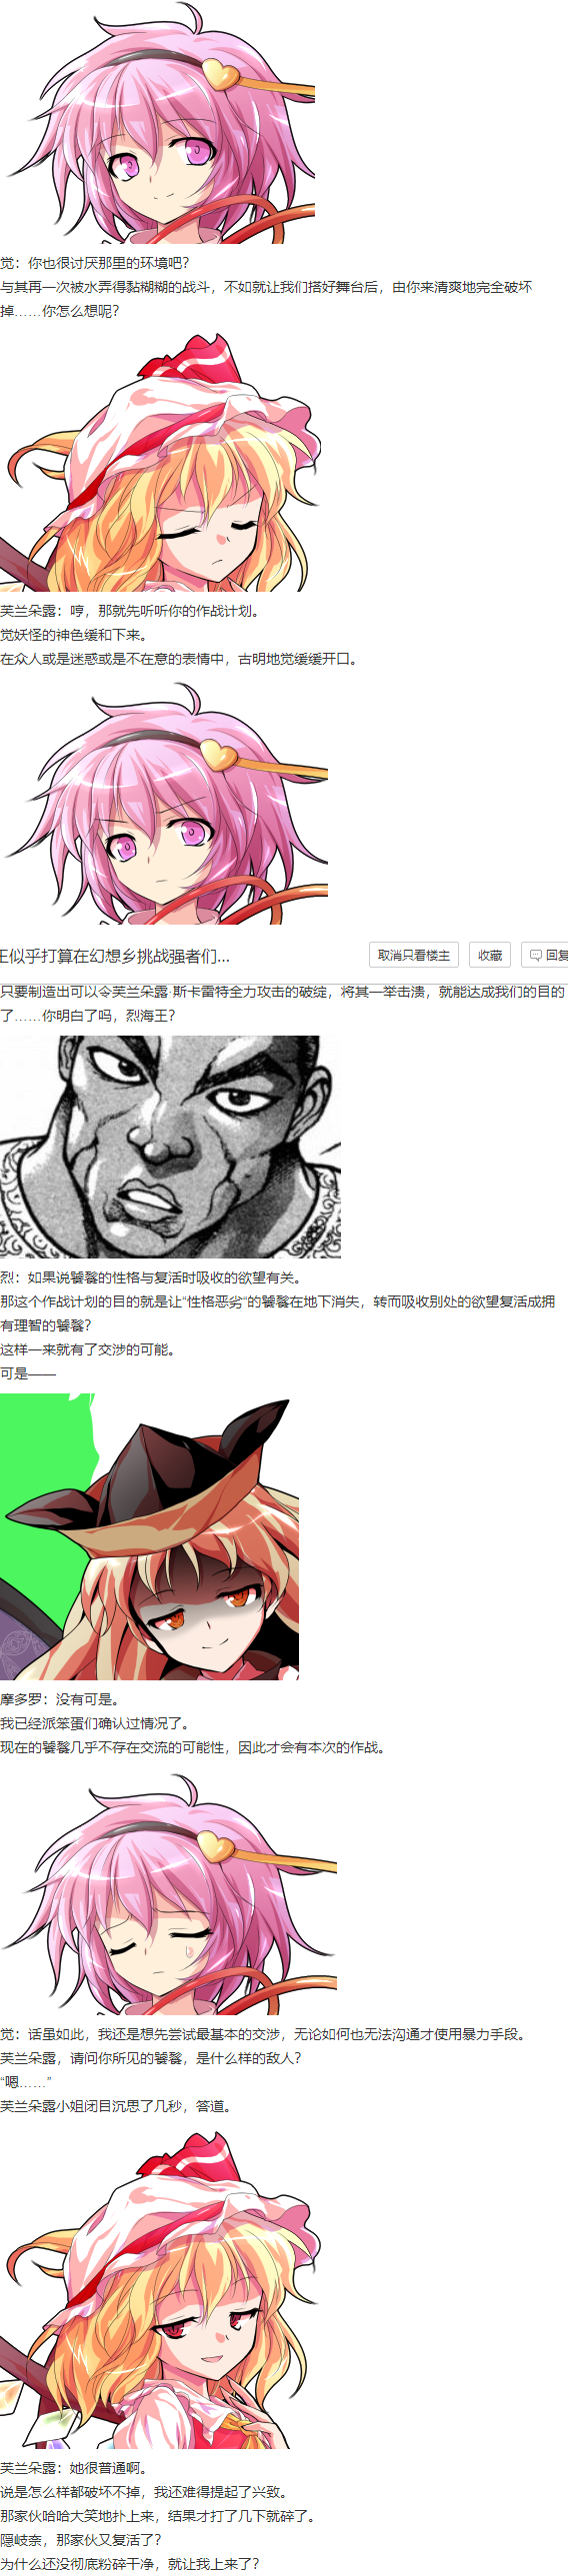 觉：你也很讨厌那里的环境吧？
与其再一次被水弄得黏糊糊的战斗，不如就让我们搭好舞台后，由你来清爽地完全破坏
掉……你怎么想呢？
芙兰朵露：哼，那就先听听你的作战计划。
觉妖怪的神色缓和下来。
在众人或是迷惑或是不在意的表情中，古明地觉缓缓开口。
王似乎打算在幻想乡挑战强者们...
取消只看楼主
收藏
回复
只要制造出可以令芙兰朵露·斯卡雷特全力攻击的破绽，将其一举击溃，就能达成我们的目的
了……你明白了吗，烈海王？
烈：如果说饕餮的性格与复活时吸收的欲望有关。
那这个作战计划的目的就是让“性格恶劣“的饕餮在地下消失，转而吸收别处的欲望复活成拥
有理智的饕餮？
这样一来就有了交涉的可能。
可是——
摩多罗：没有可是。
我已经派笨蛋们确认过情况了。
现在的饕餮几乎不存在交流的可能性，因此才会有本次的作战。
觉：话虽如此，我还是想先尝试最基本的交涉，无论如何也无法沟通才使用暴力手段。
芙兰朵露，请问你所见的饕餮，是什么样的敌人？
“嗯……”
芙兰朵露小姐闭目沉思了几秒，答道。
芙兰朵露：她很普通啊。
说是怎么样都破坏不掉，我还难得提起了兴致。
那家伙哈哈大笑地扑上来，结果才打了几下就碎了。
隐岐奈，那家伙又复活了？
为什么还没彻底粉碎干净，就让我上来了？